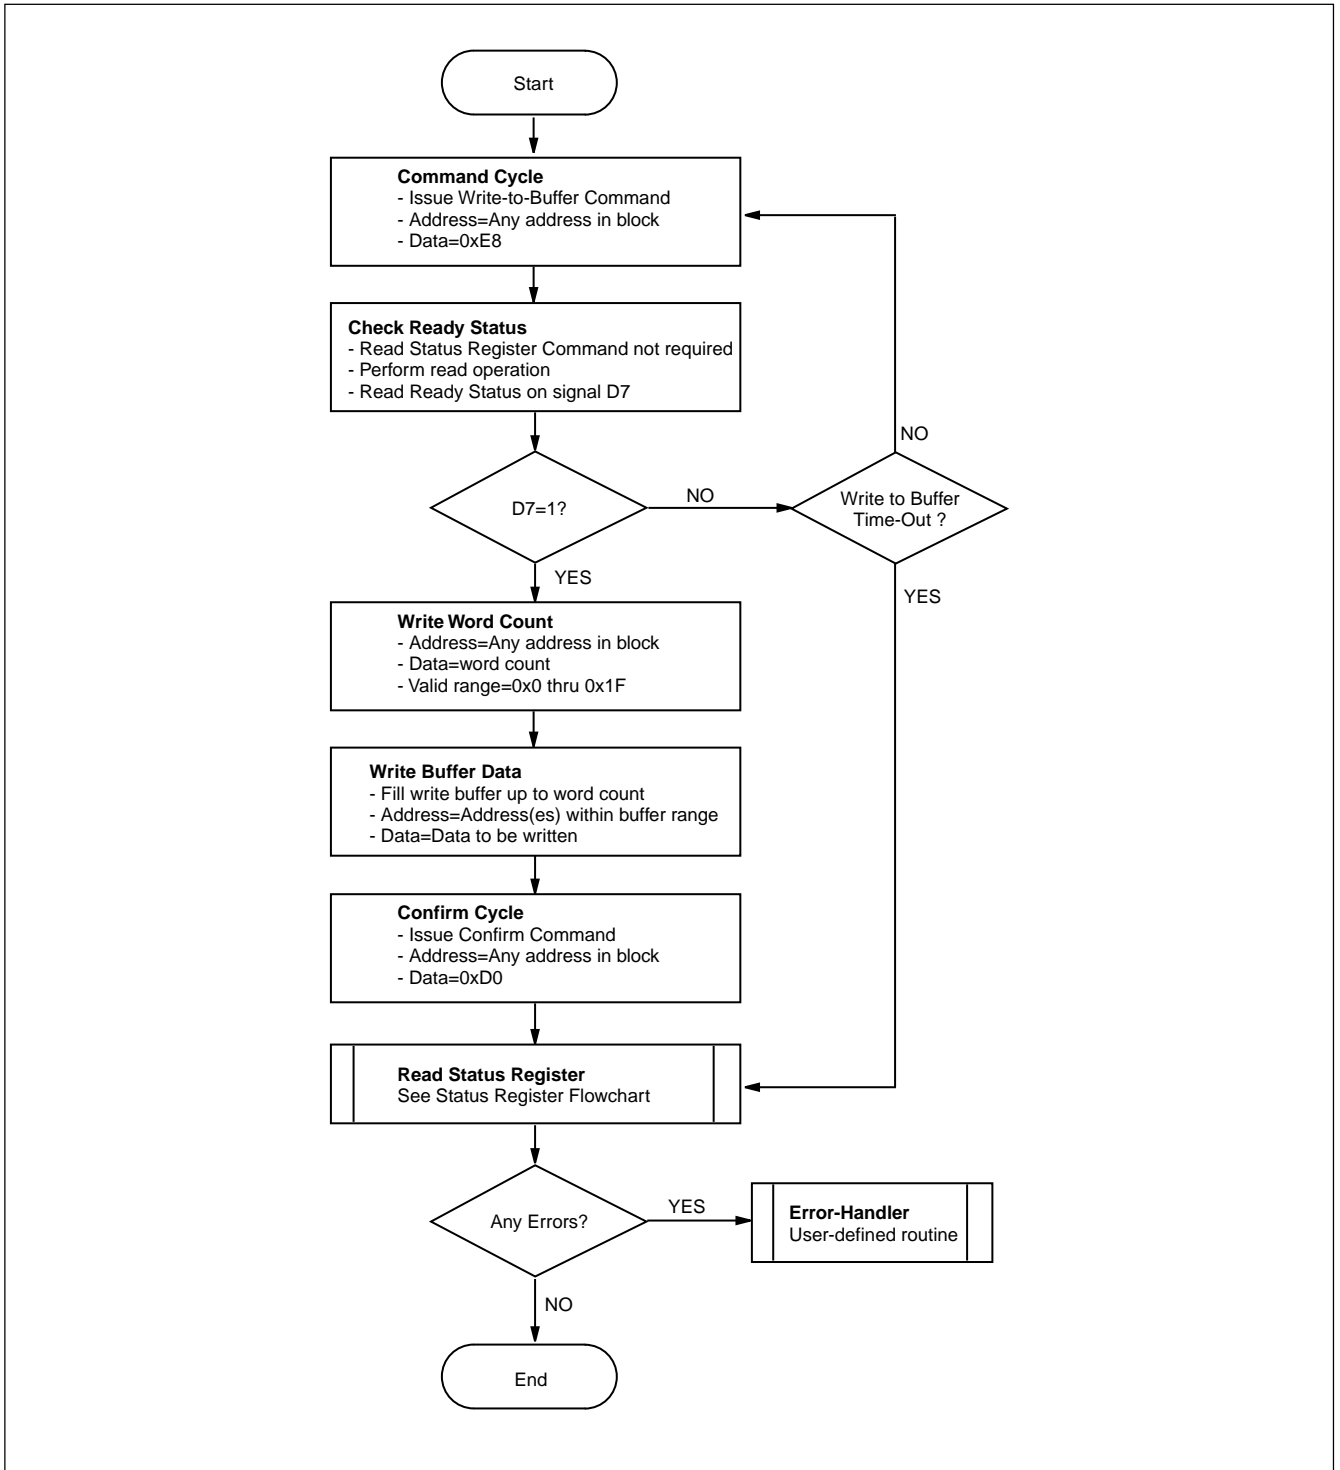 Start
Command Cycle
- Issue Write-to-Buffer Command
- Address=Any address in block
- Data=0xE8
Check Ready Status
- Read Status Register Command not required
- Perform read operation
- Read Ready Status on signal D7
NO
D7=1?
NO
Write to Buffer
Time-Out ?
YES
YES
Write Word Count
- Address=Any address in block
- Data=word count
- Valid range=0x0 thru 0x1F
Write Buffer Data
- Fill write buffer up to word count
- Address=Address(es) within buffer range
- Data=Data to be written
Confirm Cycle
- Issue Confirm Command
- Address=Any address in block
- Data=0xD0
Read Status Register
See Status Register Flowchart
Any Errors?
YES
Error-Handler
User-defined routine
NO
End